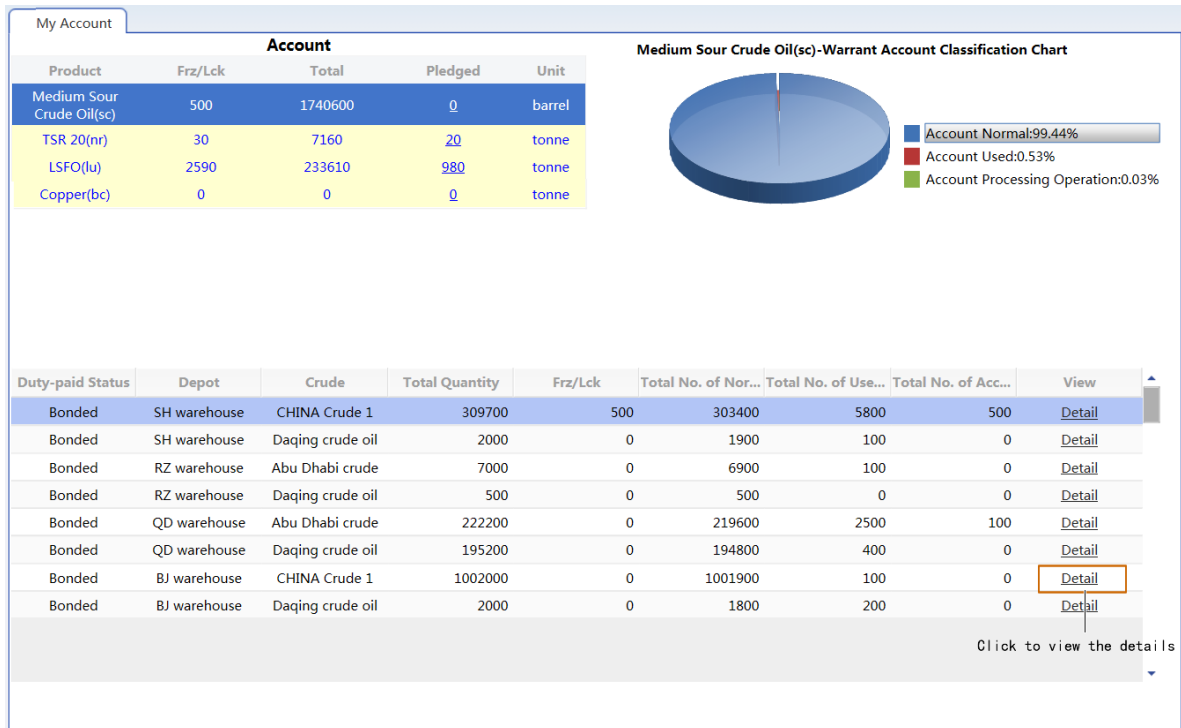 My Account
Account
Product Frz/Lck Total Pledged Unit
Medium Sour
Crude Oil(sc) 500 1740600 0 barrel
TSR 20(nr) 30 7160 20 tonne
LSFO(lu) 2590 233610 980 tonne
Copper(bc) 0 0 0 tonne
Medium Sour Crude Oil(sc)-Warrant Account Classification Chart
Account Normal:99.44%
Account Used:0.53%
Account Processing Operation:0.03%
Duty-paid Status Depot Crude Total Quantity Frz/Lck Total No. of Nor... Total No. of Use... Total No. of Acc... View
Bonded SH warehouse CHINA Crude 1 309700 500 303400 5800 500 Detail
Bonded SH warehouse Daqing crude oil 2000 0 1900 100 0 Detail
Bonded RZ warehouse Abu Dhabi crude 7000 0 6900 100 0 Detail
Bonded RZ warehouse Daqing crude oil 500 0 500 0 0 Detail
Bonded QD warehouse Abu Dhabi crude 222200 0 219600 2500 100 Detail
Bonded QD warehouse Daqing crude oil 195200 0 194800 400 0 Detail
Bonded BJ warehouse CHINA Crude 1 1002000 0 1001900 100 0 Detail
Bonded BJ warehouse Daqing crude oil 2000 0 1800 200 0 Detail
Click to view the details